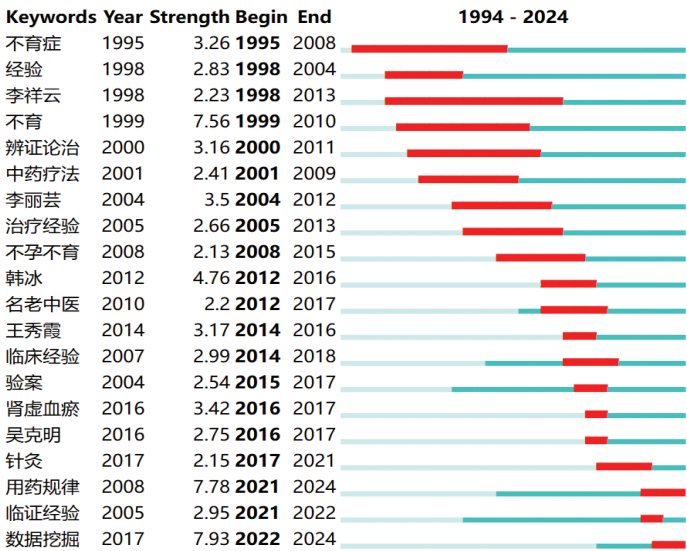 Keywords Year Strength Begin End 1994 - 2024
不育症 1995 3.26 1995 2008
经验 1998 2.83 1998 2004
李祥云 1998 2.23 1998 2013
不育 1999 7.56 1999 2010
辨证论治 2000 3.16 2000 2011
中药疗法 2001 2.41 2001 2009
李丽芸 2004 3.5 2004 2012
治疗经验 2005 2.66 2005 2013
不孕不育 2008 2.13 2008 2015
韩冰 2012 4.76 2012 2016
名老中医 2010 2.2 2012 2017
王秀霞 2014 3.17 2014 2016
临床经验 2007 2.99 2014 2018
验案 2004 2.54 2015 2017
肾虚血瘀 2016 3.42 2016 2017
吴克明 2016 2.75 2016 2017
针灸 2017 2.15 2017 2021
用药规律 2008 7.78 2021 2024
临证经验 2005 2.95 2021 2022
数据挖掘 2017 7.93 2022 2024